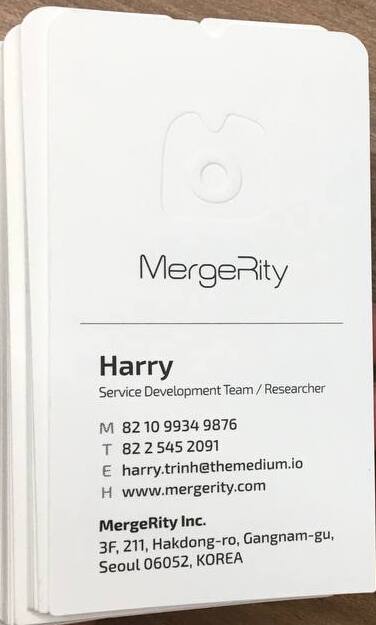 MergeRity
Harry
Service Development Team / Researcher
M 82 10 9934 9876
T 82 2 545 2091
E harry.trinh@themedium.io
H www.mergerity.com
MergeRity Inc.
3F, 211, Hakdong-ro, Gangnam-gu,
Seoul 06052, KOREA